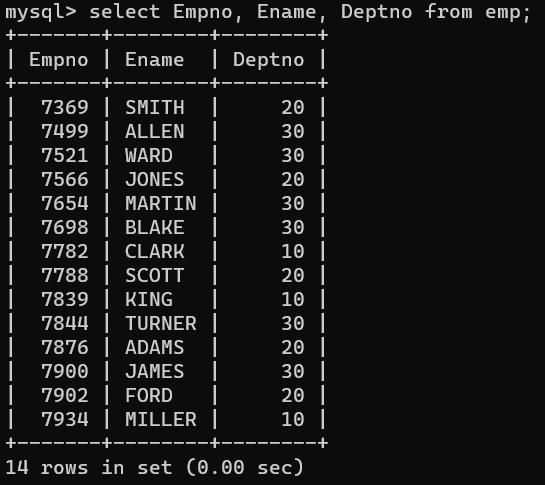 mysql> select Empno, Ename, Deptno from emp;
+-------+--------+--------+
| Empno | Ename  | Deptno |
+-------+--------+--------+
|  7369 | SMITH  |     20 |
|  7499 | ALLEN  |     30 |
|  7521 | WARD   |     30 |
|  7566 | JONES  |     20 |
|  7654 | MARTIN |     30 |
|  7698 | BLAKE  |     30 |
|  7782 | CLARK  |     10 |
|  7788 | SCOTT  |     20 |
|  7839 | KING   |     10 |
|  7844 | TURNER |     30 |
|  7876 | ADAMS  |     20 |
|  7900 | JAMES  |     30 |
|  7902 | FORD   |     20 |
|  7934 | MILLER |     10 |
+-------+--------+--------+
14 rows in set (0.00 sec)